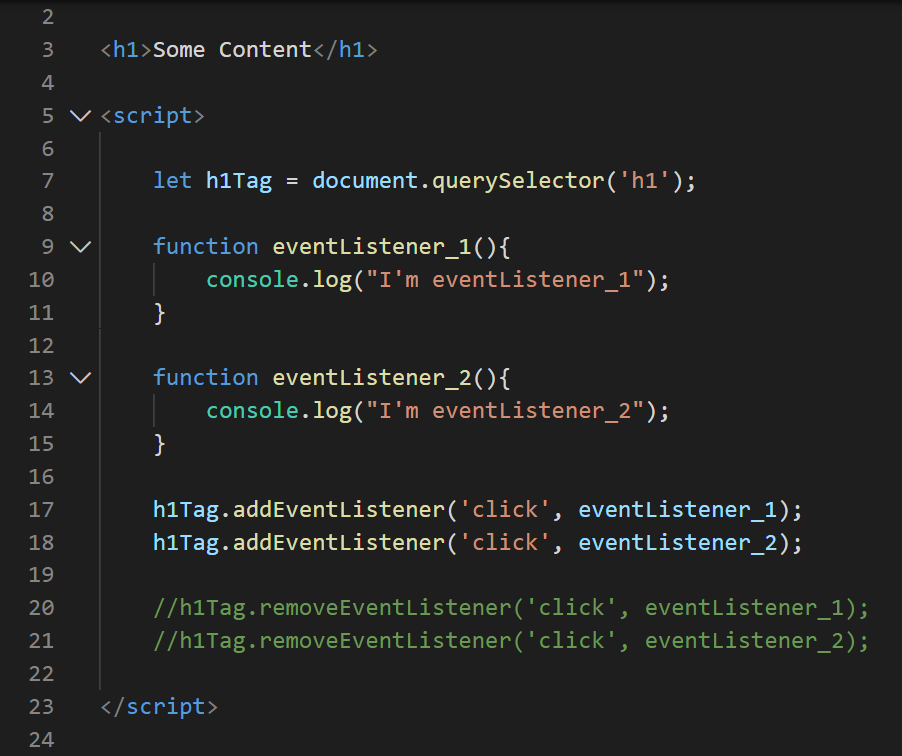 2
3 <h1>Some Content</h1>
4
5 <script>
6
7 let h1Tag = document.querySelector('h1');
8
9 function eventListener_1(){
10 console.log("I'm eventListener_1");
11 }
12
13 function eventListener_2(){
14 console.log("I'm eventListener_2");
15 }
16
17 h1Tag.addEventListener('click', eventListener_1);
18 h1Tag.addEventListener('click', eventListener_2);
19
20 //h1Tag.removeEventListener('click', eventListener_1);
21 //h1Tag.removeEventListener('click', eventListener_2);
22
23 </script>
24